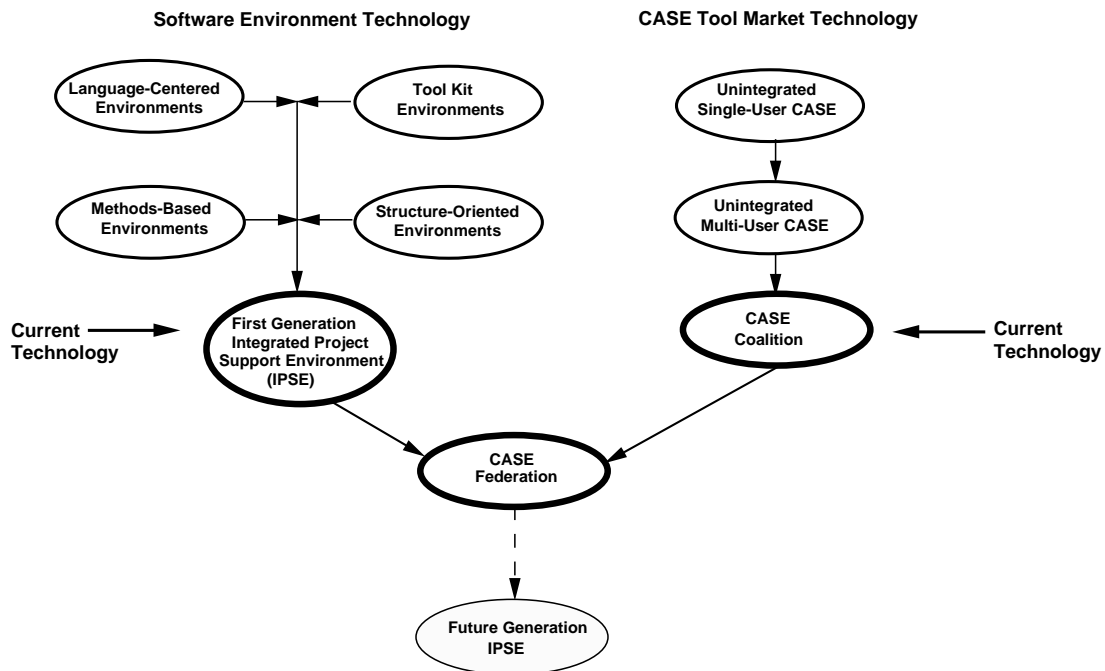 Software Environment Technology
CASE Tool Market Technology
Language-Centered
Environments
Tool Kit
Environments
Unintegrated
Single-User CASE
Methods-Based
Environments
Structure-Oriented
Environments
Unintegrated
Multi-User CASE
Current
Technology
First Generation
Integrated Project
Support Environment
(IPSE)
CASE
Coalition
Current
Technology
CASE
Federation
Future Generation
IPSE